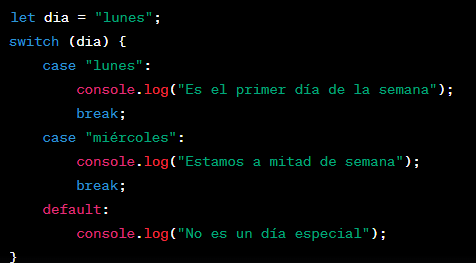 let dia = "lunes";
switch (dia) {
    case "lunes":
        console.log("Es el primer día de la semana");
        break;
    case "miércoles":
        console.log("Estamos a mitad de semana");
        break;
    default:
        console.log("No es un día especial");
}